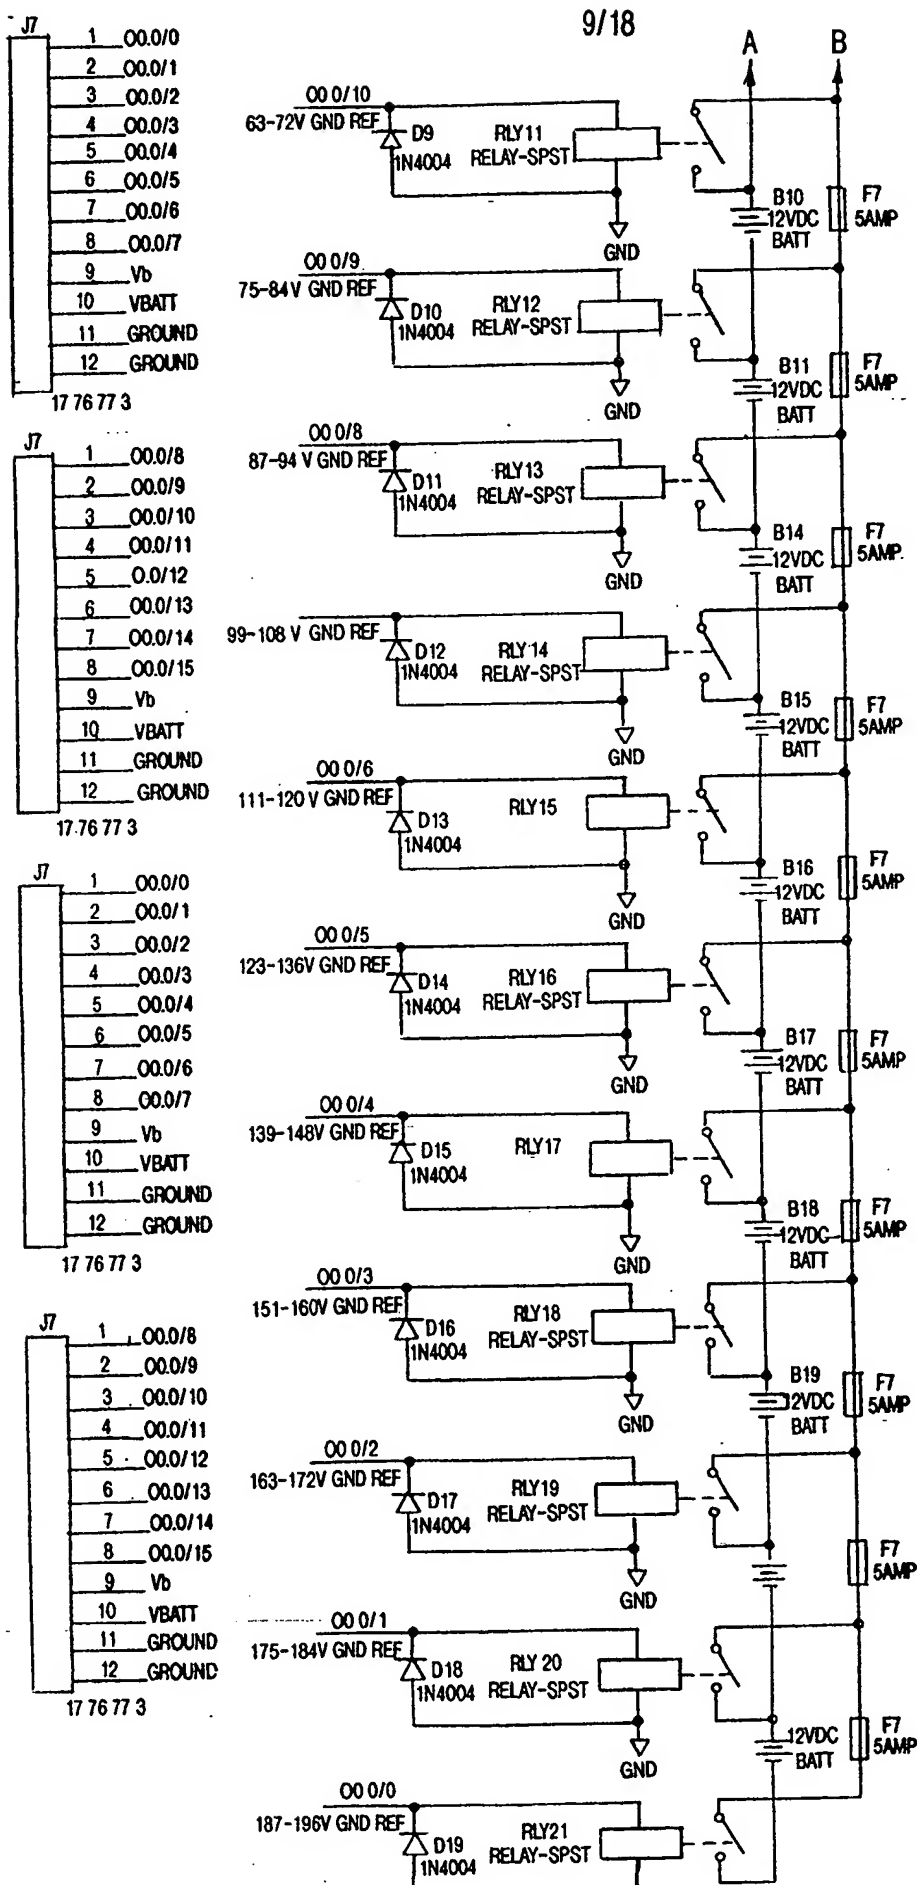 9/18
A
B
J7
1 OO.0/0
2 OO.0/1
3 OO.0/2
4 OO.0/3
5 OO.0/4
6 OO.0/5
7 OO.0/6
8 OO.0/7
9 Vb
10 VBATT
11 GROUND
12 GROUND
17 76 77 3
J7
1 OO.0/8
2 OO.0/9
3 OO.0/10
4 OO.0/11
5 O.0/12
6 OO.0/13
7 OO.0/14
8 OO.0/15
9 Vb
10 VBATT
11 GROUND
12 GROUND
17 76 77 3
J7
1 OO.0/0
2 OO.0/1
3 OO.0/2
4 OO.0/3
5 OO.0/4
6 OO.0/5
7 OO.0/6
8 OO.0/7
9 Vb
10 VBATT
11 GROUND
12 GROUND
17 76 77 3
J7
1 OO.0/8
2 OO.0/9
3 OO.0/10
4 OO.0/11
5 OO.0/12
6 OO.0/13
7 OO.0/14
8 OO.0/15
9 Vb
10 VBATT
11 GROUND
12 GROUND
17 76 77 3
OO 0/10
63-72V GND REF
D9
1N4004
RLY11
RELAY-SPST
GND
B10
12VDC
BATT
F7
5AMP
OO 0/9
75-84V GND REF
D10
1N4004
RLY12
RELAY-SPST
GND
B11
12VDC
BATT
F7
5AMP
OO 0/8
87-94 V GND REF
D11
1N4004
RLY13
RELAY-SPST
GND
B14
12VDC
BATT
F7
5AMP.
99-108 V GND REF
D12
1N4004
RLY 14
RELAY-SPST
GND
B15
12VDC
BATT
F7
5AMP
OO 0/6
111-120 V GND REF
D13
1N4004
RLY15
GND
B16
12VDC
BATT
F7
5AMP
OO 0/5
123-136V GND REF
D14
1N4004
RLY16
RELAY-SPST
GND
B17
12VDC
BATT
F7
5AMP
OO 0/4
139-148V GND REF
D15
1N4004
RLY17
GND
B18
12VDC
BATT
F7
5AMP
OO 0/3
151-160V GND REF
D16
1N4004
RLY18
RELAY-SPST
GND
B19
12VDC
BATT
F7
5AMP
OO 0/2
163-172V GND REF
D17
1N4004
RLY19
RELAY-SPST
GND
F7
5AMP
OO 0/1
175-184V GND REF
D18
1N4004
RLY 20
RELAY-SPST
GND
12VDC
BATT
F7
5AMP
OO 0/0
187-196V GND REF
D19
1N4004
RLY21
RELAY-SPST